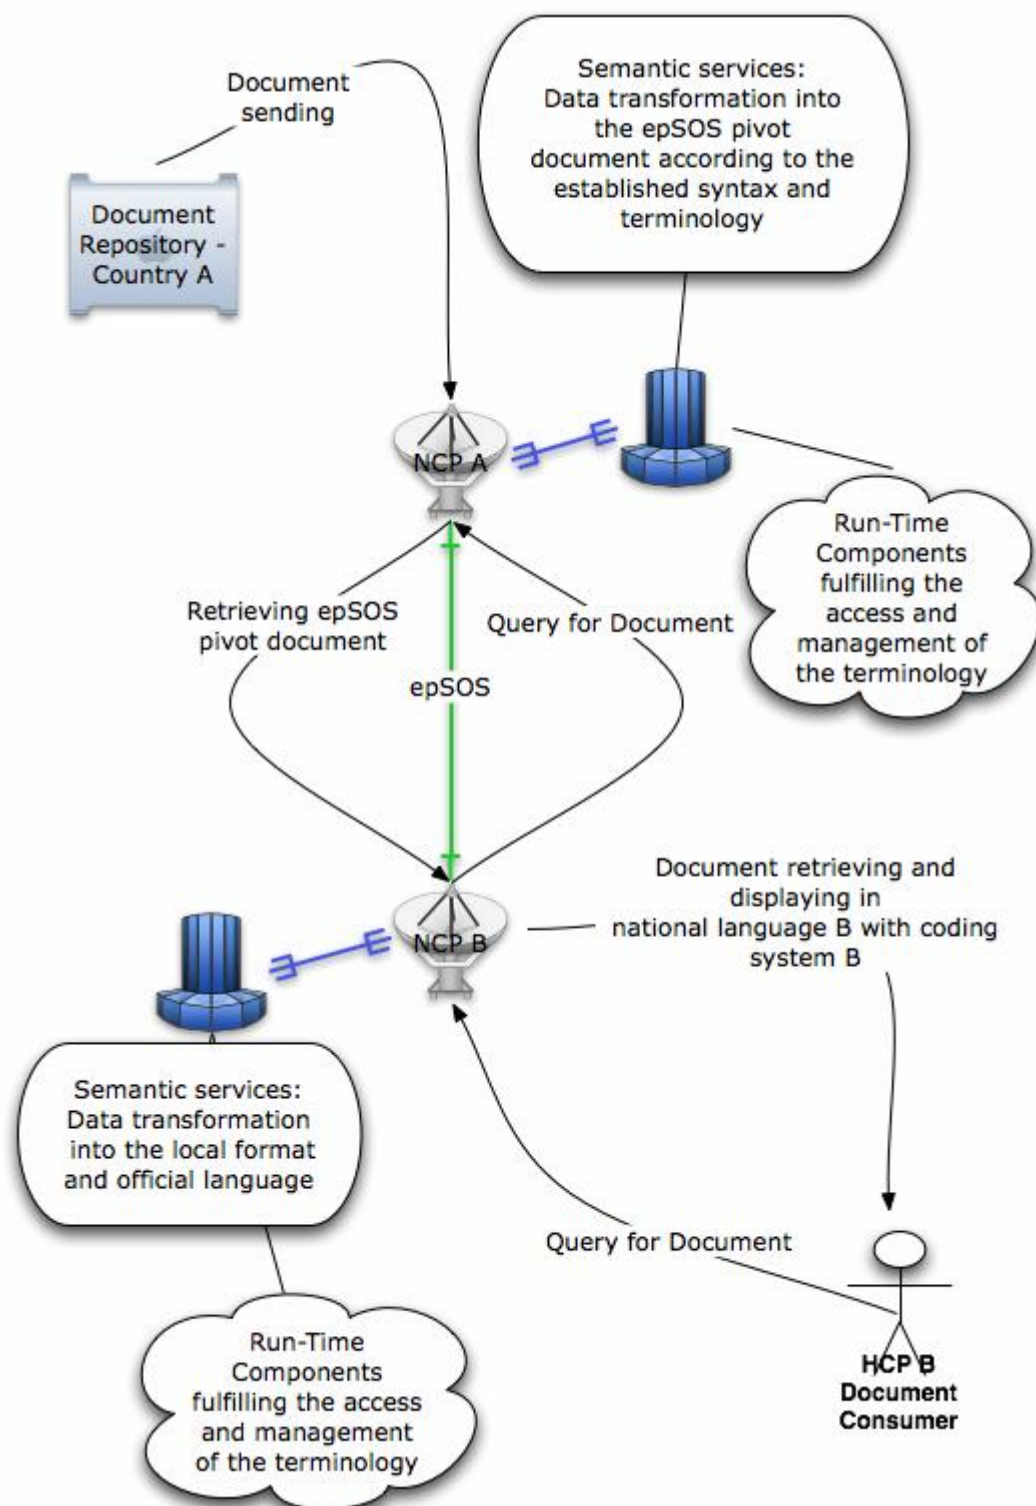 Document
sending
Semantic services:
Data transformation into
the epSOS pivot
document according to the
established syntax and
terminology
Document
Repository -
Country A
NCP A
Run-Time
Components
fulfilling the
access and
management of
the terminology
Retrieving epSOS
pivot document
Query for Document
epSOS
Document retrieving and
displaying in
national language B with coding
system B
NCP B
Semantic services:
Data transformation
into the local format
and official language
Query for Document
Run-Time
Components
fulfilling the access
and management
of the terminology
HCP B
Document
Consumer